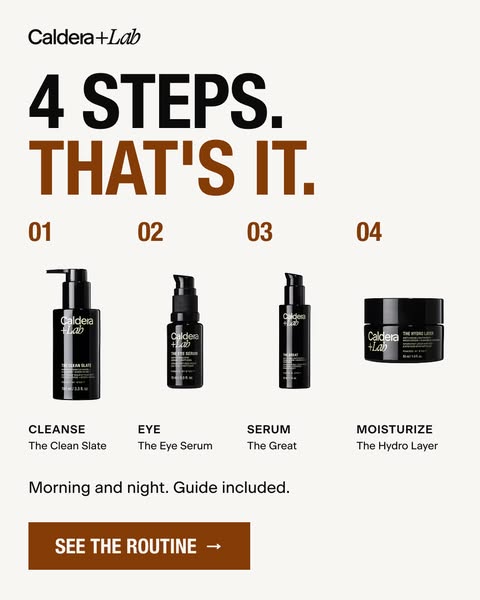 Caldera+Lab
4 STEPS.
THAT'S IT.
01
02
03
04
Caldera
+Lab
THE CLEAN SLATE
Caldera
+Lab
THE EYE SERUM
Caldera
+Lab
THE GREAT
Caldera
+Lab
THE HYDRO LAYER
CLEANSE
The Clean Slate
EYE
The Eye Serum
SERUM
The Great
MOISTURIZE
The Hydro Layer
Morning and night. Guide included.
SEE THE ROUTINE →